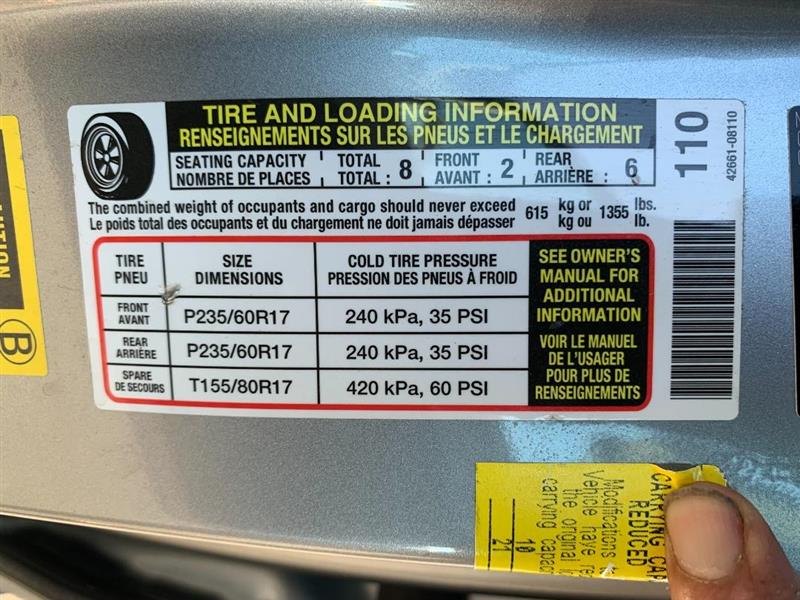 TIRE AND LOADING INFORMATION
RENSEIGNEMENTS SUR LES PNEUS ET LE CHARGEMENT
SEATING CAPACITY TOTAL FRONT REAR
NOMBRE DE PLACES TOTAL : 8 AVANT : 2 ARRIÈRE : 6
The combined weight of occupants and cargo should never exceed 615 kg or 1355 lbs.
Le poids total des occupants et du chargement ne doit jamais dépasser kg ou lb.
TIRE SIZE COLD TIRE PRESSURE
PNEU DIMENSIONS PRESSION DES PNEUS À FROID
FRONT
AVANT P235/60R17 240 kPa, 35 PSI
REAR
ARRIÈRE P235/60R17 240 kPa, 35 PSI
SPARE
DE SECOURS T155/80R17 420 kPa, 60 PSI
SEE OWNER'S
MANUAL FOR
ADDITIONAL
INFORMATION
VOIR LE MANUEL
DE L'USAGER
POUR PLUS DE
RENSEIGNEMENTS
110
42661-08110
B
CARRYING CAP
REDUCED
Modifications t
Vehicle have re
the original
carrying capac
10
21